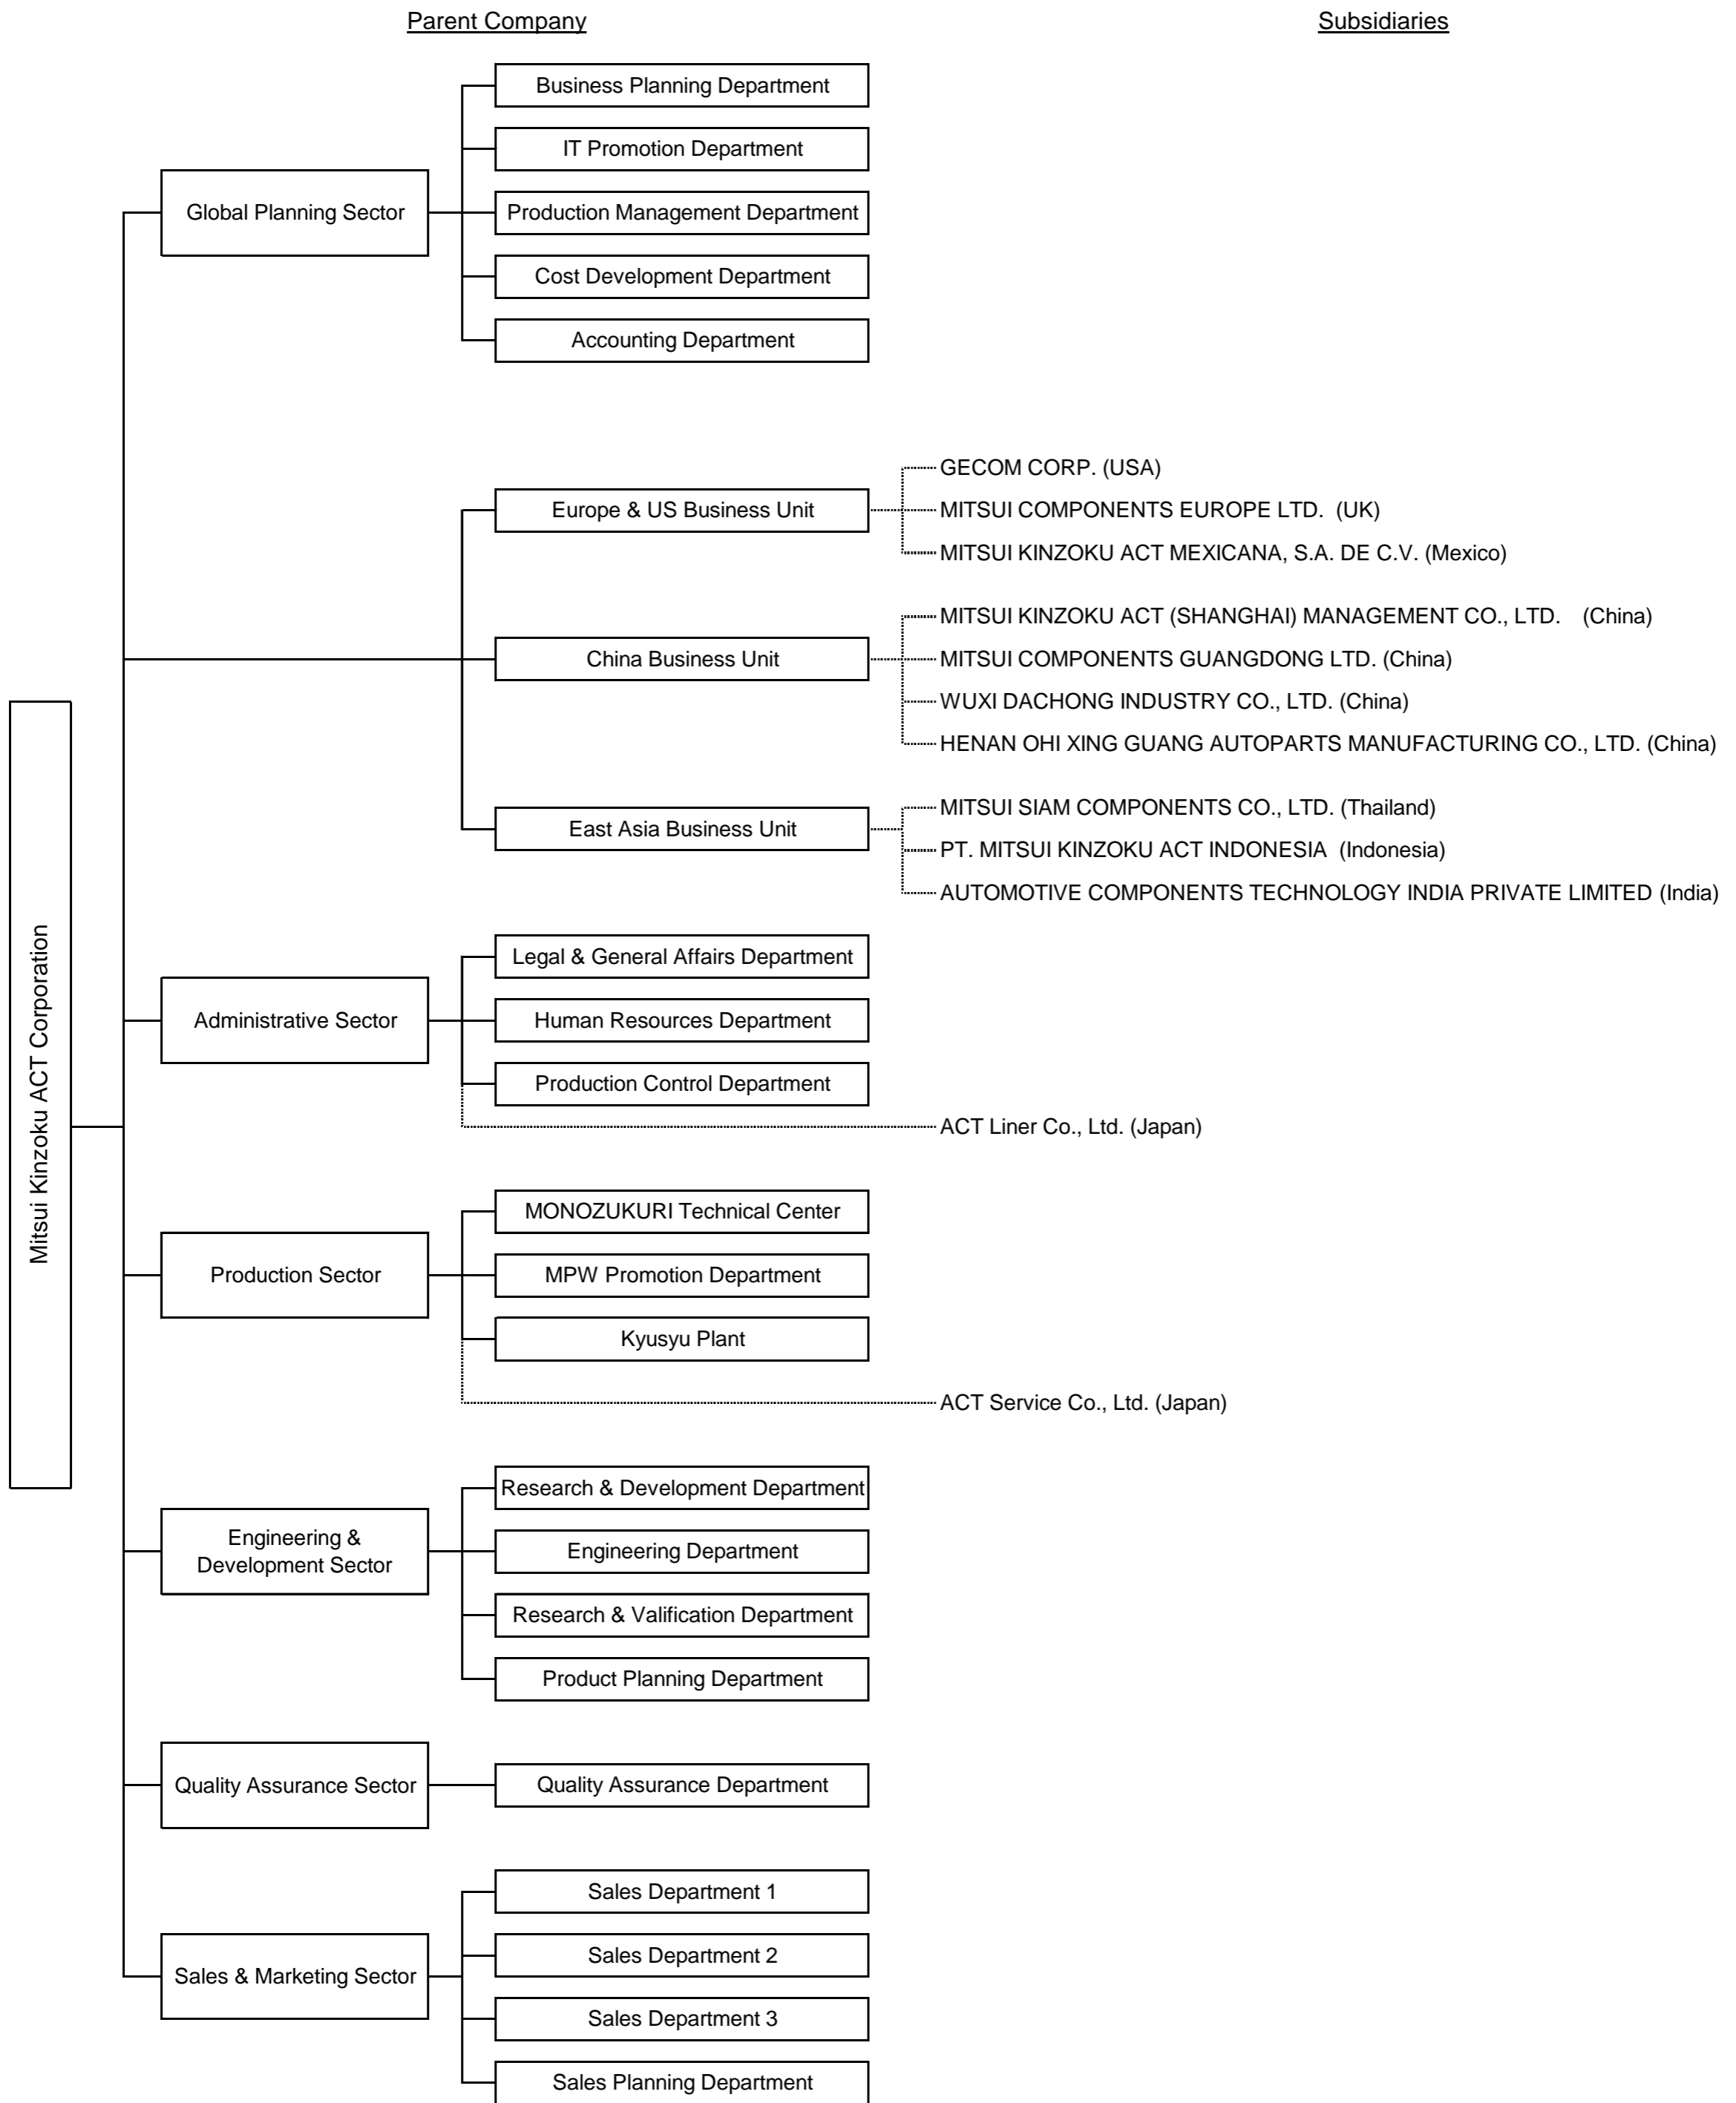 Parent Company
Subsidiaries
Business Planning Department
IT Promotion Department
Global Planning Sector
Production Management Department
Cost Development Department
Accounting Department
GECOM CORP. (USA)
Europe & US Business Unit
MITSUI COMPONENTS EUROPE LTD. (UK)
MITSUI KINZOKU ACT MEXICANA, S.A. DE C.V. (Mexico)
MITSUI KINZOKU ACT (SHANGHAI) MANAGEMENT CO., LTD. (China)
China Business Unit
MITSUI COMPONENTS GUANGDONG LTD. (China)
WUXI DACHONG INDUSTRY CO., LTD. (China)
HENAN OHI XING GUANG AUTOPARTS MANUFACTURING CO., LTD. (China)
MITSUI SIAM COMPONENTS CO., LTD. (Thailand)
East Asia Business Unit
PT. MITSUI KINZOKU ACT INDONESIA (Indonesia)
AUTOMOTIVE COMPONENTS TECHNOLOGY INDIA PRIVATE LIMITED (India)
Mitsui Kinzoku ACT Corporation
Legal & General Affairs Department
Administrative Sector
Human Resources Department
Production Control Department
ACT Liner Co., Ltd. (Japan)
MONOZUKURI Technical Center
Production Sector
MPW Promotion Department
Kyusyu Plant
ACT Service Co., Ltd. (Japan)
Research & Development Department
Engineering &
Development Sector
Engineering Department
Research & Valification Department
Product Planning Department
Quality Assurance Sector
Quality Assurance Department
Sales Department 1
Sales Department 2
Sales & Marketing Sector
Sales Department 3
Sales Planning Department